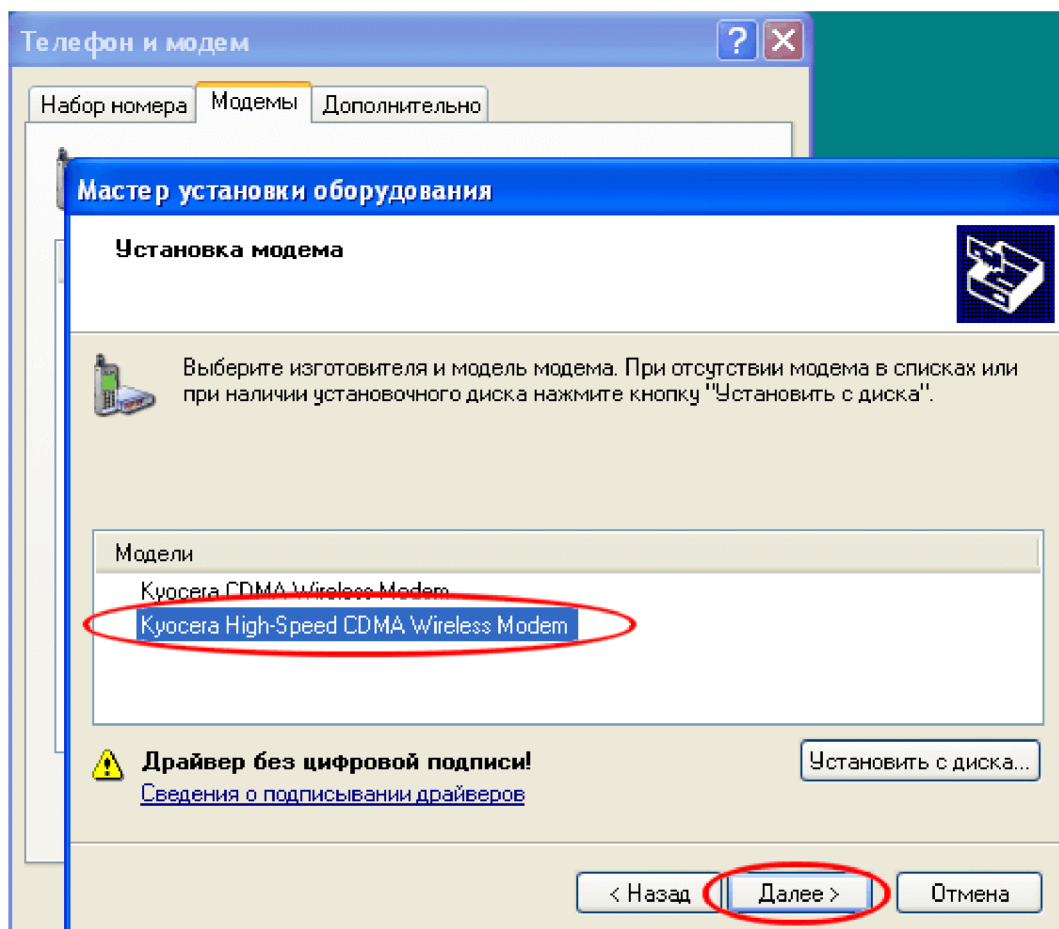 Телефон и модем
Набор номера Модемы Дополнительно
Мастер установки оборудования
Установка модема
Выберите изготовителя и модель модема. При отсутствии модема в списках или
при наличии установочного диска нажмите кнопку "Установить с диска".
Модели
Kyocera CDMA Wireless Modem
Kyocera High-Speed CDMA Wireless Modem
Драйвер без цифровой подписи!
Установить с диска...
Сведения о подписывании драйверов
< Назад Далее > Отмена